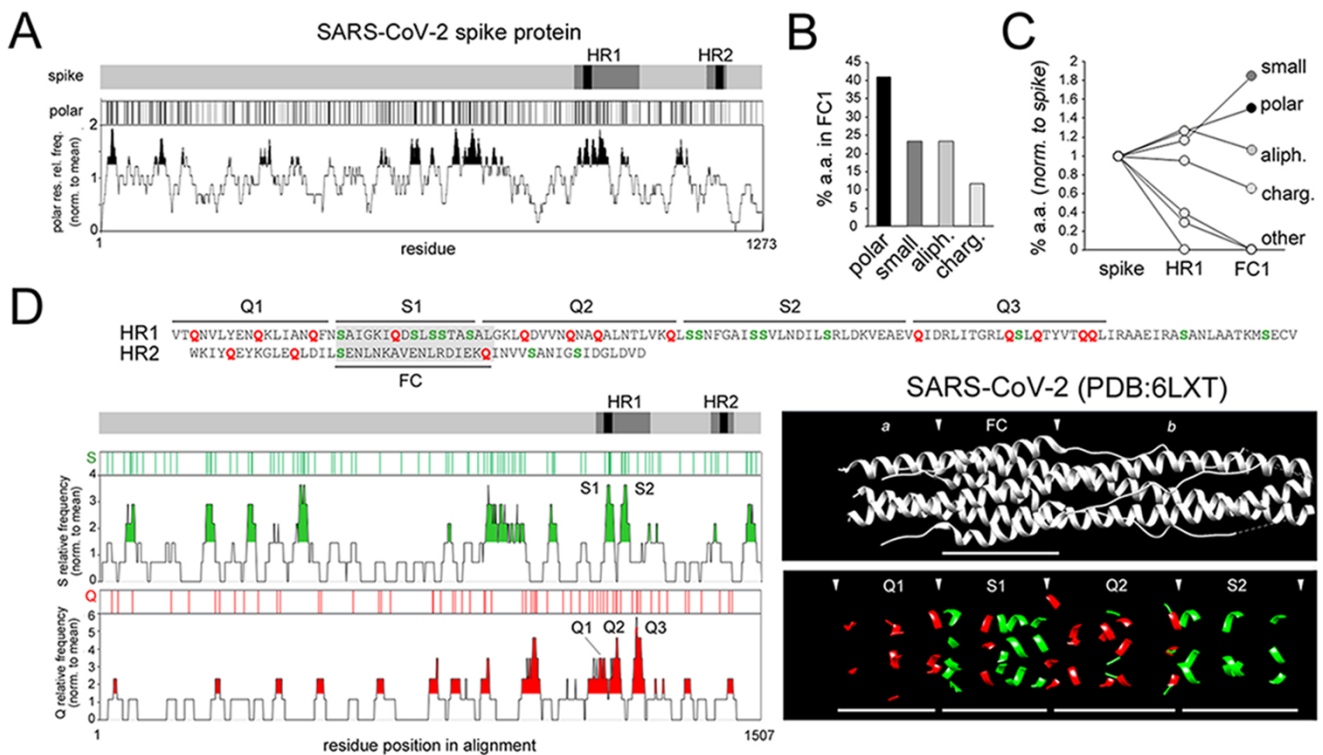 A
SARS-CoV-2 spike protein
HR1 HR2
spike
polar
2
1
0
polar res. rel. freq.
(norm. to mean)
1 residue 1273
B
45
40
35
30
25
20
15
10
5
0
% a.a. in FC1
polar small aliph. charg.
C
2
1.8
1.6
1.4
1.2
1
0.8
0.6
0.4
0.2
0
% a.a. (norm. to spike)
small
polar
aliph.
charg.
other
spike HR1 FC1
D
Q1 S1 Q2 S2 Q3
HR1 VTQNVLYENQKLIANQFNSAIGKIQDSLSSTASALGKLQDVVNQNAQALNTLVKQLSSNFGAISSVLNDILSRLDKVEAEVQIDRLITGRLQSLQTYVTQQLIRAAEIRASANLAATKMSECV
HR2 WKIYQEYKGLEQLDILSENLNKAVENLRDIEKQINVVSANIGSIDGLDVD
FC
HR1 HR2
S
4
3
2
1
0
S relative frequency
(norm. to mean)
S1 S2
Q
6
5
4
3
2
1
0
Q relative frequency
(norm. to mean)
Q1 Q2 Q3
1 1507
residue position in alignment
SARS-CoV-2 (PDB:6LXT)
a FC b
Q1 S1 Q2 S2